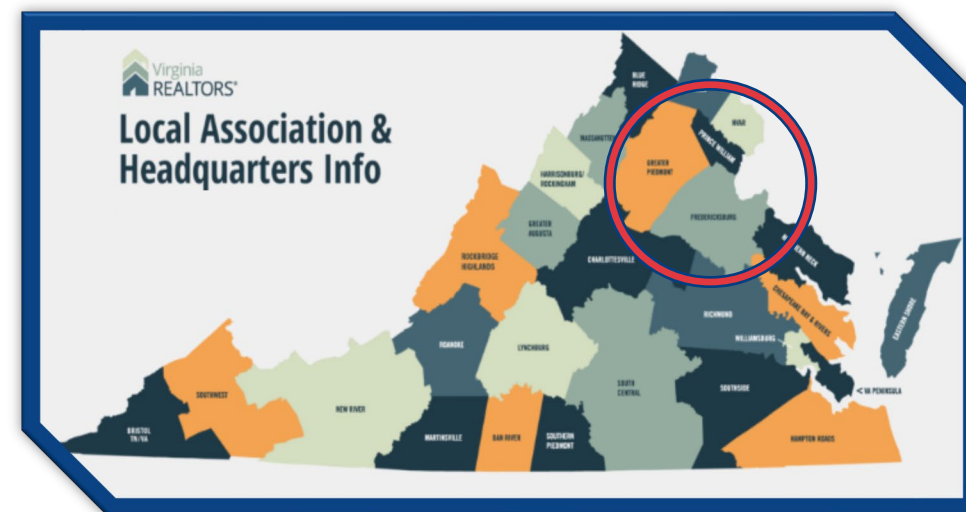 Virginia
REALTORS®
Local Association &
Headquarters Info
BLUE
RIDGE
NVAR
MASSANUTTEN
PRINCE WILLIAM
GREATER
PIEDMONT
HARRISONBURG/
ROCKINGHAM
FREDERICKSBURG
GREATER
AUGUSTA
NORTHERN NECK
ROCKBRIDGE
HIGHLANDS
CHARLOTTESVILLE
CHESAPEAKE BAY & RIVERS
EASTERN SHORE
RICHMOND
WILLIAMSBURG
ROANOKE
LYNCHBURG
SOUTH
CENTRAL
SOUTHSIDE
< VA PENINSULA
SOUTHWEST
NEW RIVER
BRISTOL
TN/VA
MARTINSVILLE
DAN RIVER
SOUTHERN
PIEDMONT
HAMPTON ROADS